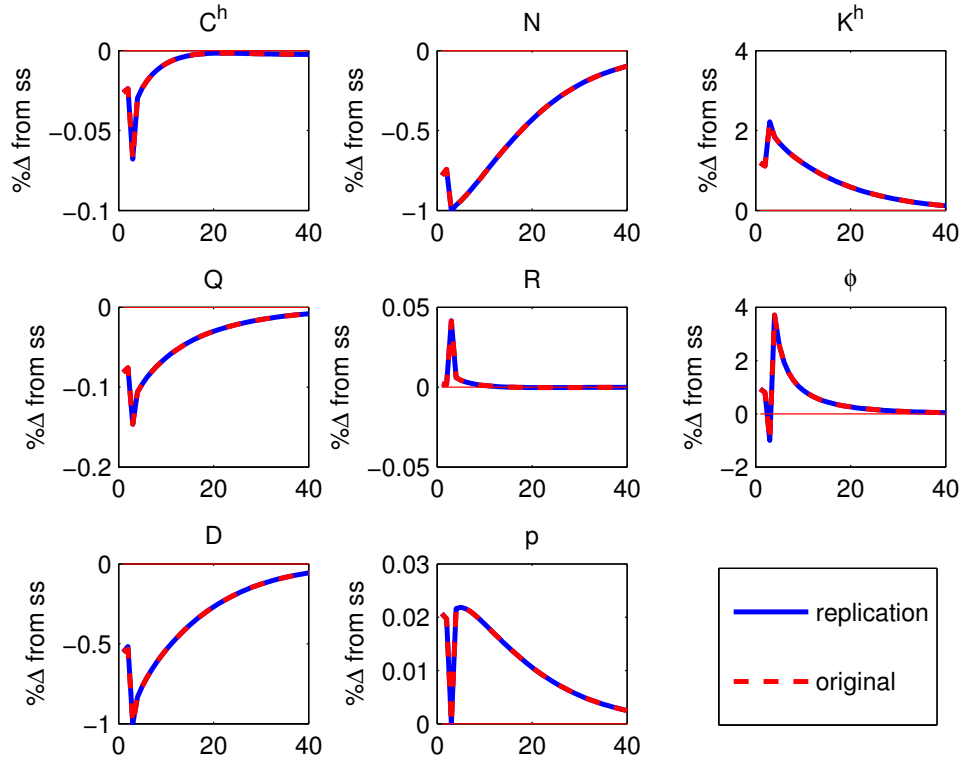 C^h
N
K^h
%Δ from ss
0
−0.05
−0.1
0 20 40
%Δ from ss
0
−0.5
−1
0 20 40
%Δ from ss
4
2
0
0 20 40
Q
R
ϕ
%Δ from ss
0
−0.1
−0.2
0 20 40
%Δ from ss
0.05
0
−0.05
0 20 40
%Δ from ss
4
2
0
−2
0 20 40
D
p
%Δ from ss
0
−0.5
−1
0 20 40
%Δ from ss
0.03
0.02
0.01
0
0 20 40
replication
original